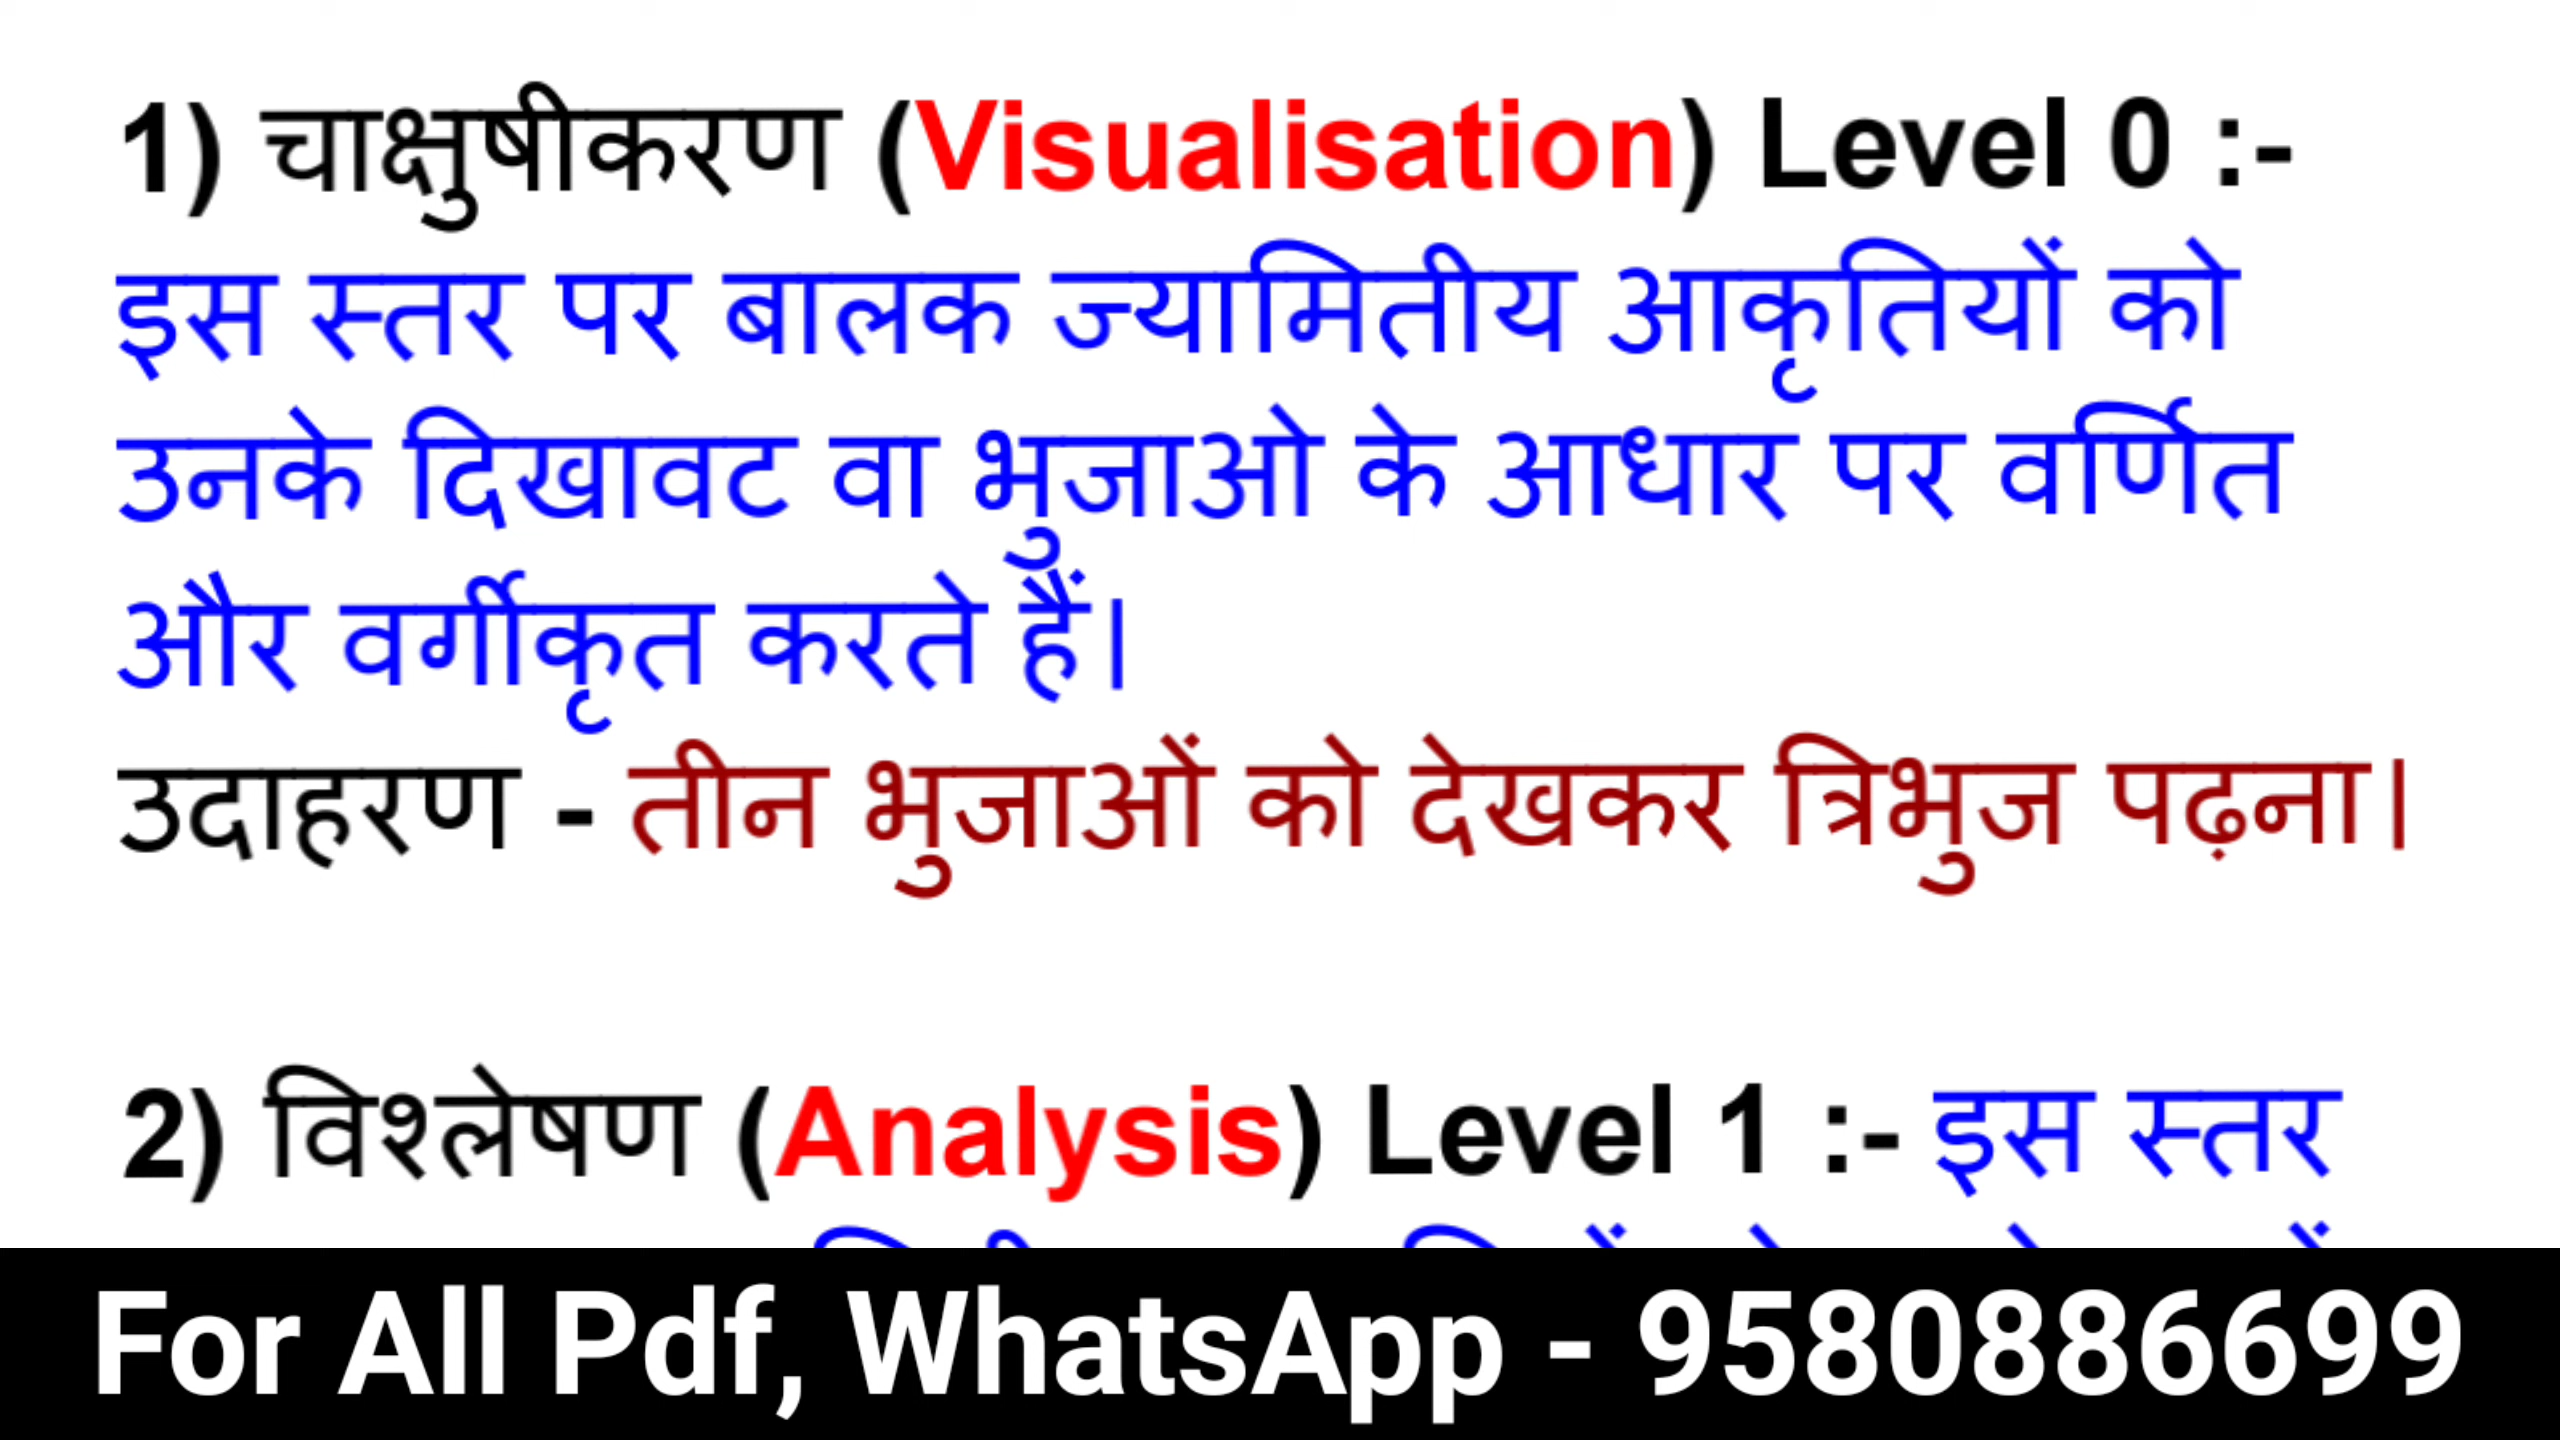 1) चाक्षुषीकरण (Visualisation) Level 0 :-
इस स्तर पर बालक ज्यामितीय आकृतियों को
उनके दिखावट वा भुजाओ के आधार पर वर्णित
और वर्गीकृत करते हैं।
उदाहरण - तीन भुजाओं को देखकर त्रिभुज पढ़ना।
2) विश्लेषण (Analysis) Level 1 :- इस स्तर
For All Pdf, WhatsApp - 9580886699